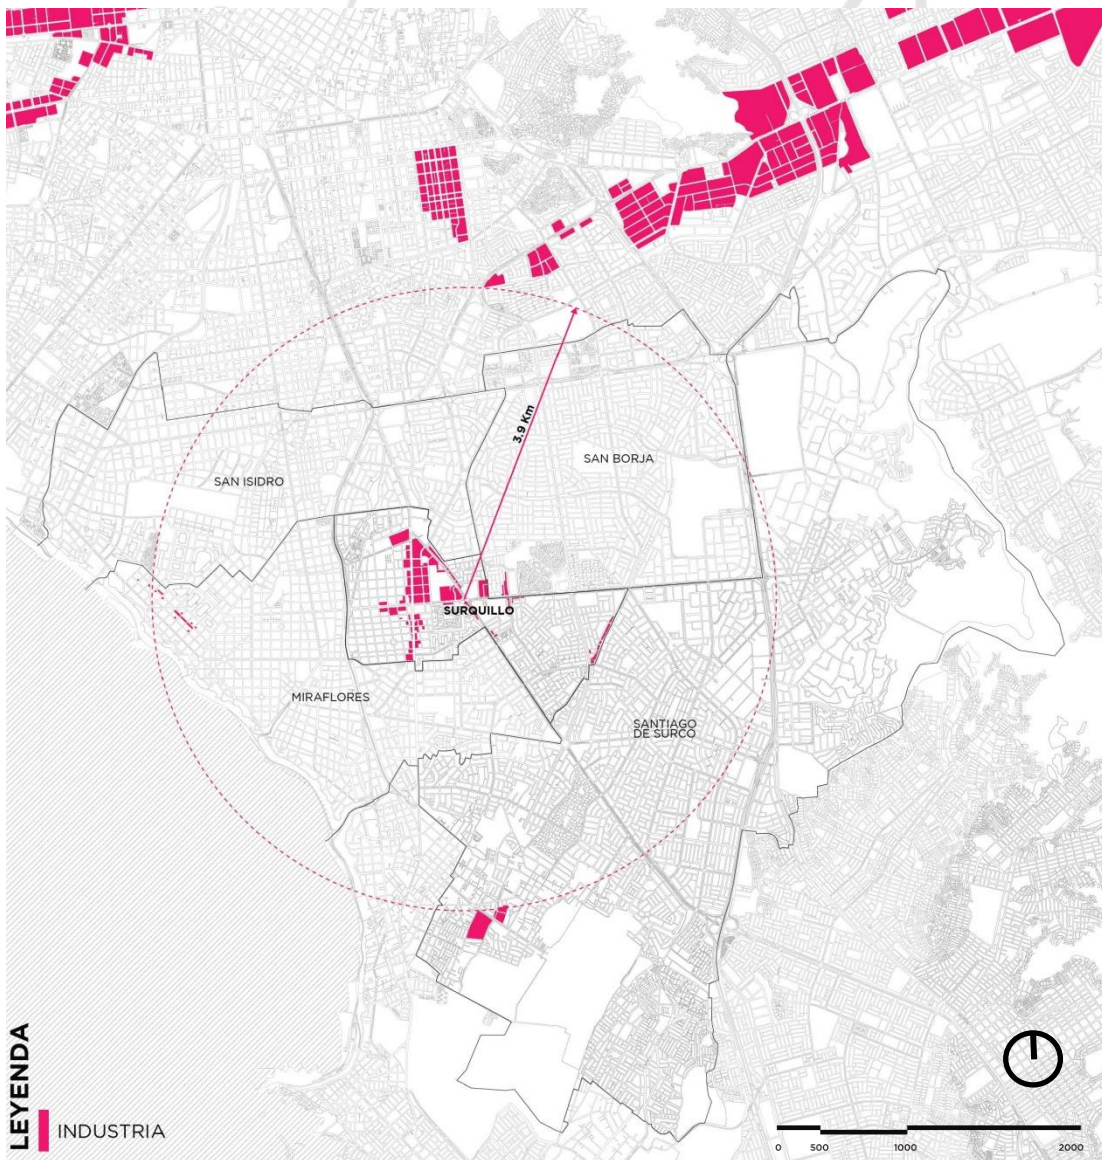 3.9 Km
SAN BORJA
SAN ISIDRO
SURQUILLO
MIRAFLORES
SANTIAGO
DE SURCO
LEYENDA
INDUSTRIA
0 500 1000 2000